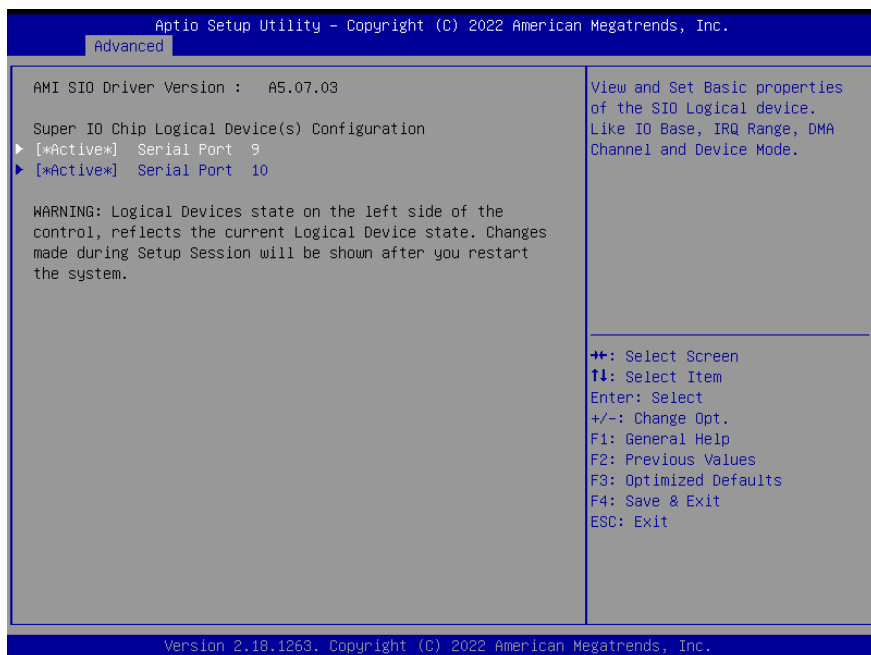 Aptio Setup Utility – Copyright (C) 2022 American Megatrends, Inc.
Advanced
AMI SIO Driver Version : A5.07.03
Super IO Chip Logical Device(s) Configuration
[*Active*] Serial Port 9
[*Active*] Serial Port 10
WARNING: Logical Devices state on the left side of the
control, reflects the current Logical Device state. Changes
made during Setup Session will be shown after you restart
the system.
View and Set Basic properties
of the SIO Logical device.
Like IO Base, IRQ Range, DMA
Channel and Device Mode.
→←: Select Screen
↑↓: Select Item
Enter: Select
+/-: Change Opt.
F1: General Help
F2: Previous Values
F3: Optimized Defaults
F4: Save & Exit
ESC: Exit
Version 2.18.1263. Copyright (C) 2022 American Megatrends, Inc.